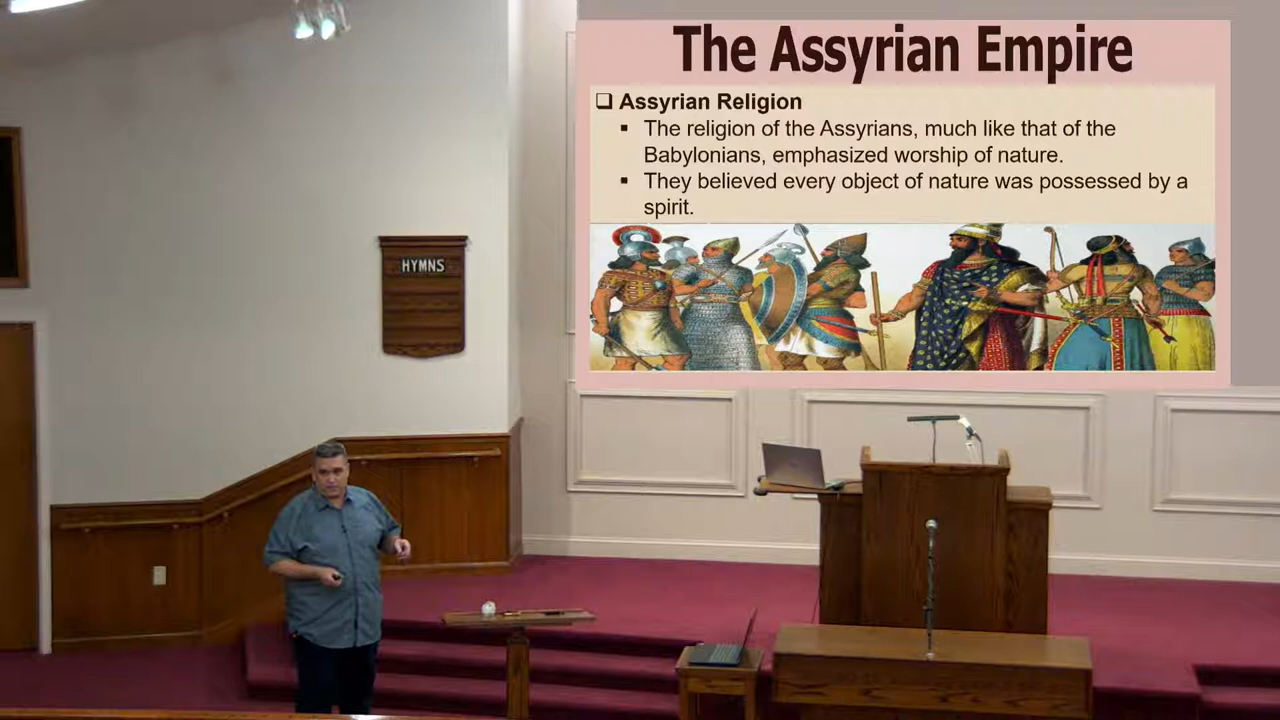 The Assyrian Empire
❑ Assyrian Religion
▪ The religion of the Assyrians, much like that of the
Babylonians, emphasized worship of nature.
▪ They believed every object of nature was possessed by a
spirit.
HYMNS